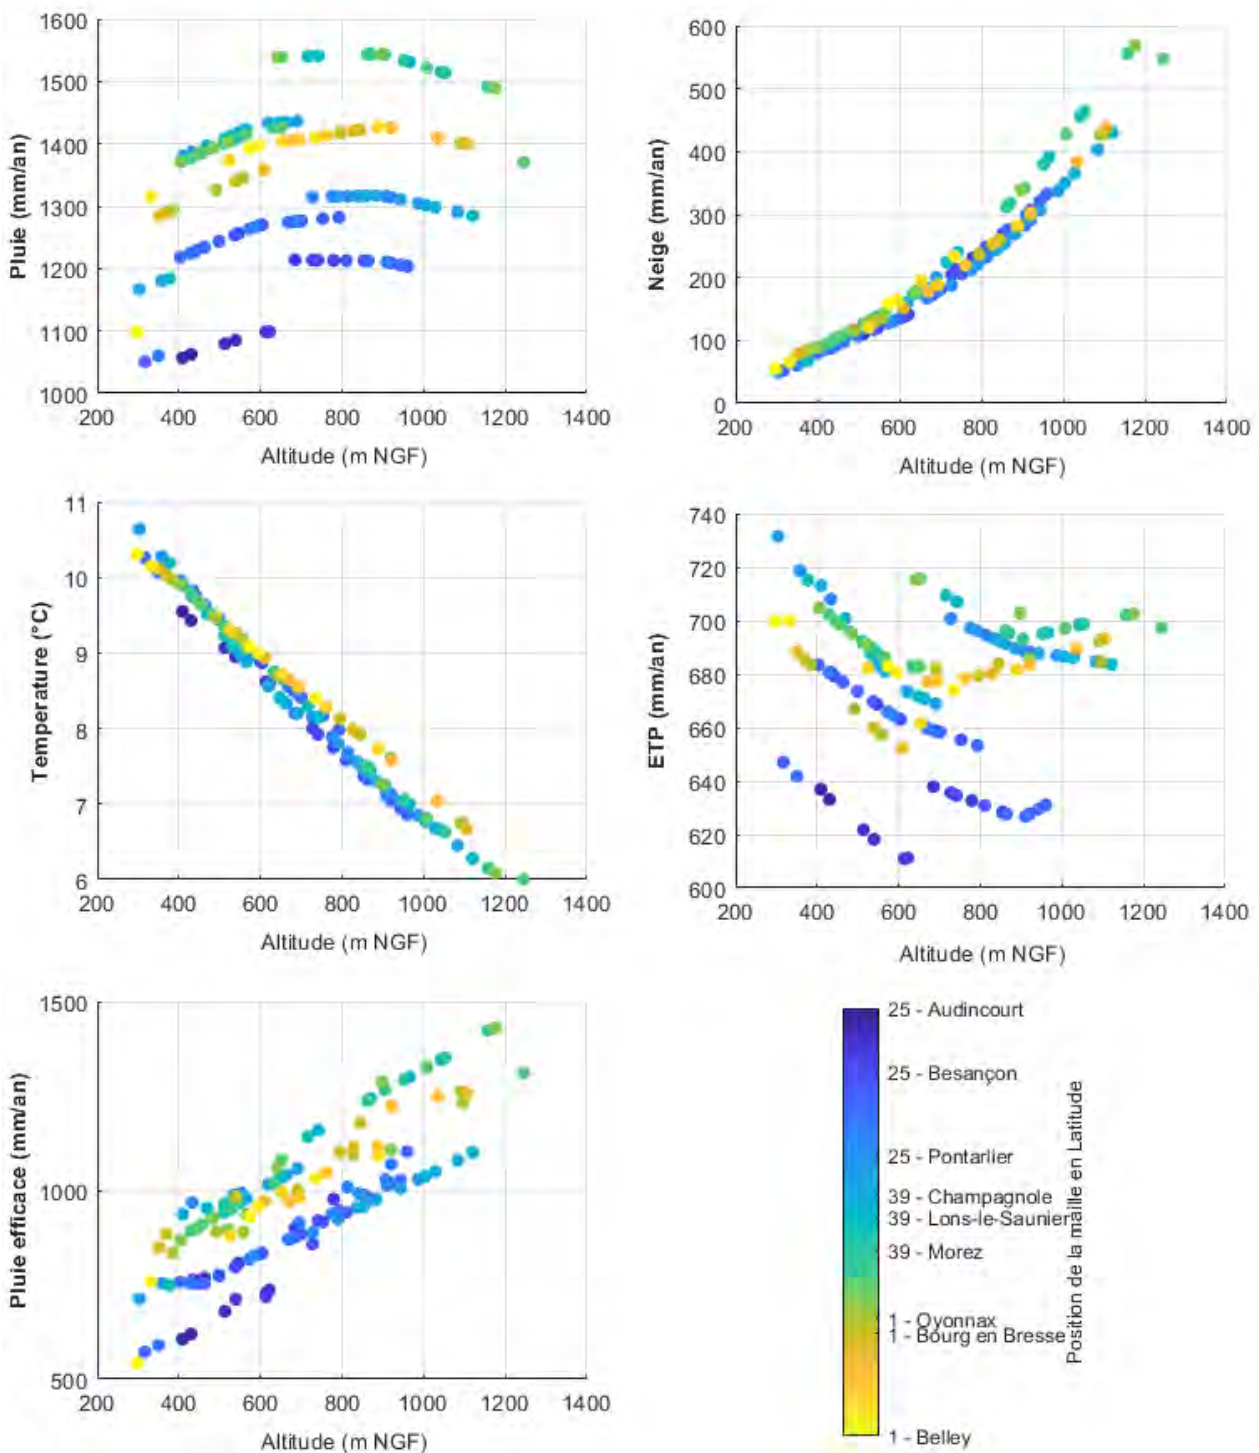 1600
1500
1400
1300
1200
1100
1000
200 400 600 800 1000 1200 1400
Pluie (mm/an)
Altitude (m NGF)
600
500
400
300
200
100
0
200 400 600 800 1000 1200 1400
Neige (mm/an)
Altitude (m NGF)
11
10
9
8
7
6
200 400 600 800 1000 1200 1400
Temperature (°C)
Altitude (m NGF)
740
720
700
680
660
640
620
600
200 400 600 800 1000 1200 1400
ETP (mm/an)
Altitude (m NGF)
1500
1000
500
200 400 600 800 1000 1200 1400
Pluie efficace (mm/an)
Altitude (m NGF)
25 - Audincourt
25 - Besançon
25 - Pontarlier
39 - Champagnole
39 - Lons-le-Saunier
39 - Morez
1 - Oyonnax
1 - Bourg en Bresse
1 - Belley
Position de la maille en Latitude